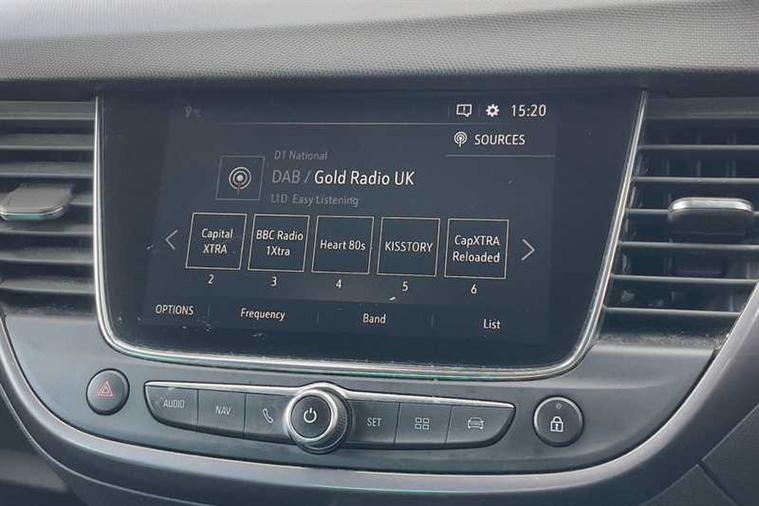 15:20
SOURCES
D1 National
DAB / Gold Radio UK
L1D Easy Listening
Capital XTRA
BBC Radio 1Xtra
Heart 80s
KISSTORY
CapXTRA Reloaded
2 3 4 5 6
OPTIONS Frequency Band List
AUDIO NAV SET